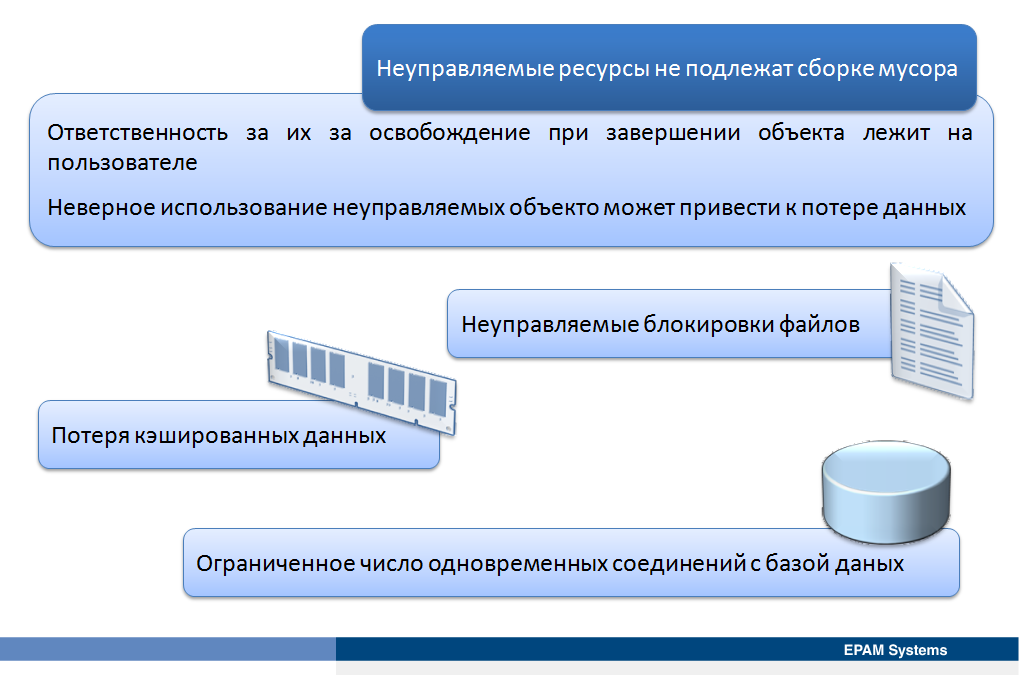 Неуправляемые ресурсы не подлежат сборке мусора
Ответственность за их за освобождение при завершении объекта лежит на
пользователе
Неверное использование неуправляемых объекто может привести к потере данных
Неуправляемые блокировки файлов
Потеря кэшированных данных
Ограниченное число одновременных соединений с базой даных
EPAM Systems